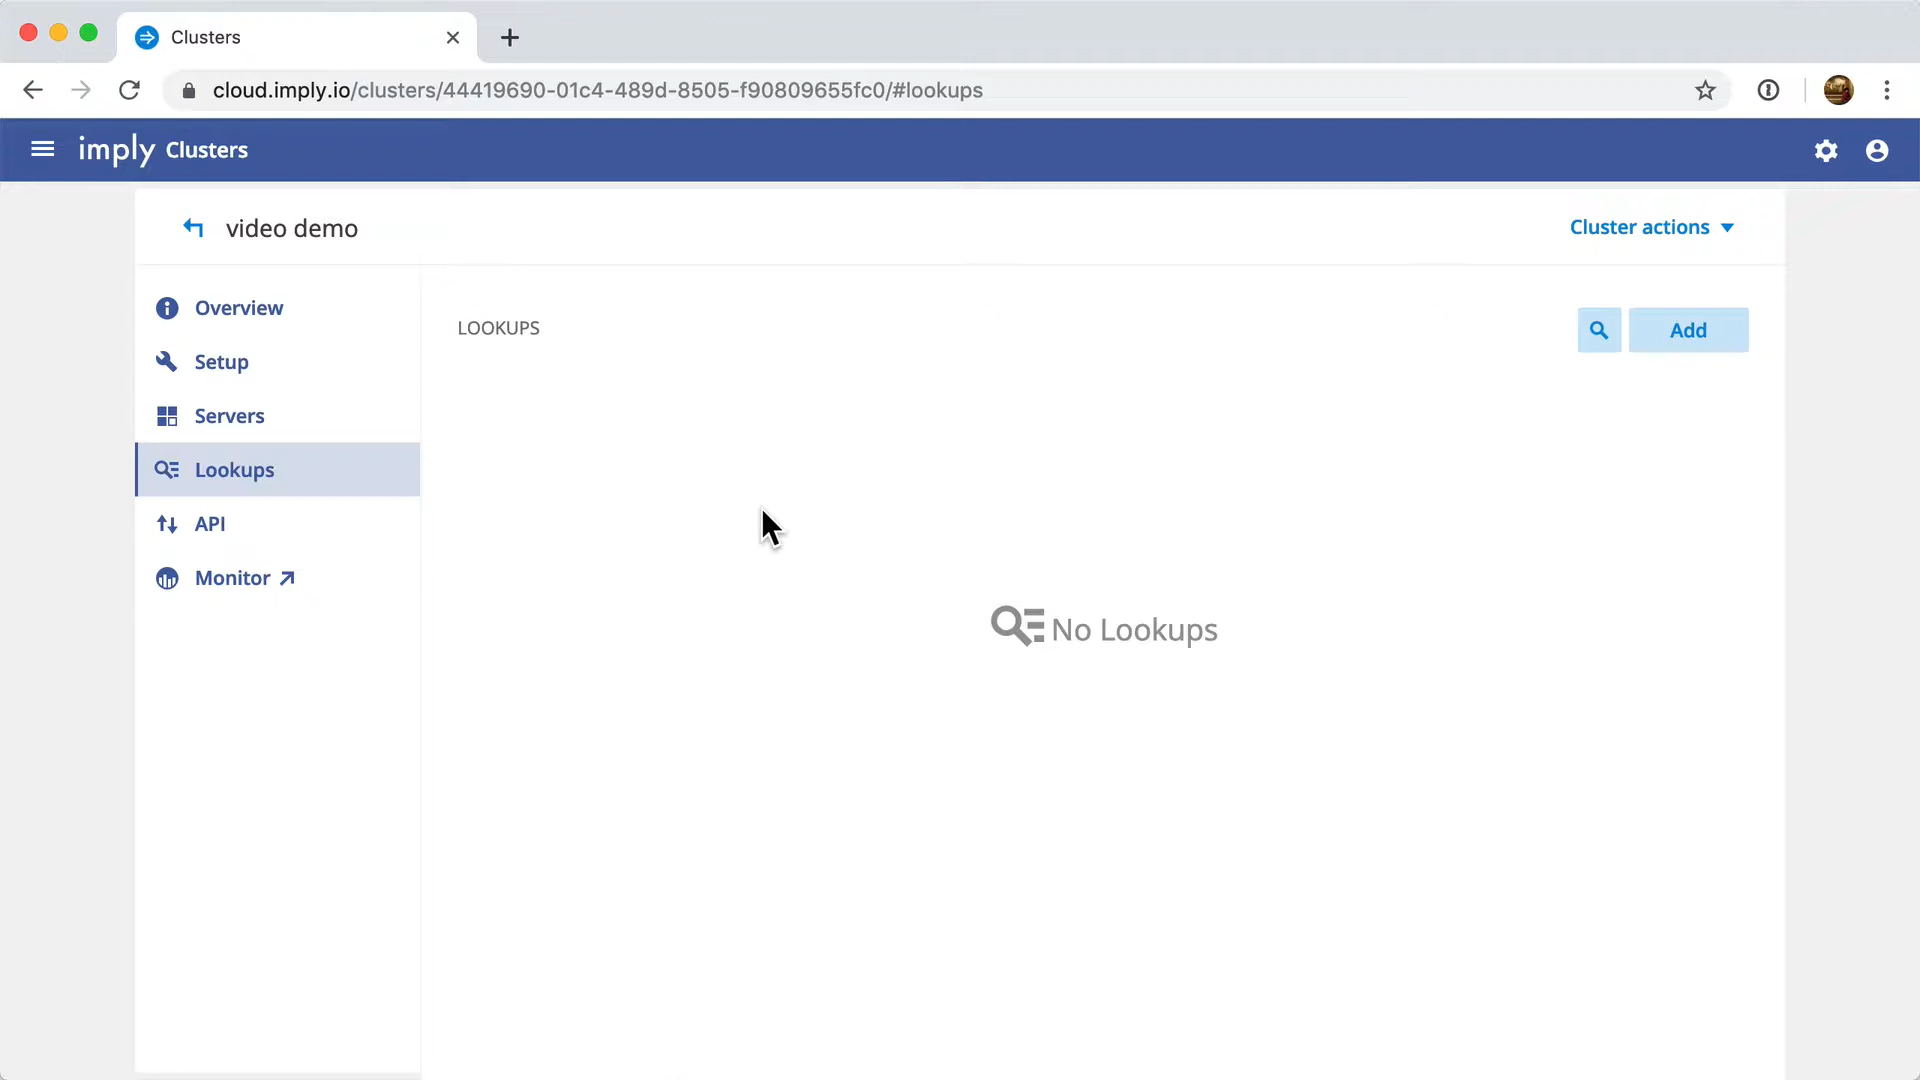 Clusters
cloud.imply.io/clusters/44419690-01c4-489d-8505-f90809655fc0/#lookups
imply Clusters
video demo
Cluster actions
Overview
Setup
Servers
Lookups
API
Monitor
LOOKUPS
Add
No Lookups